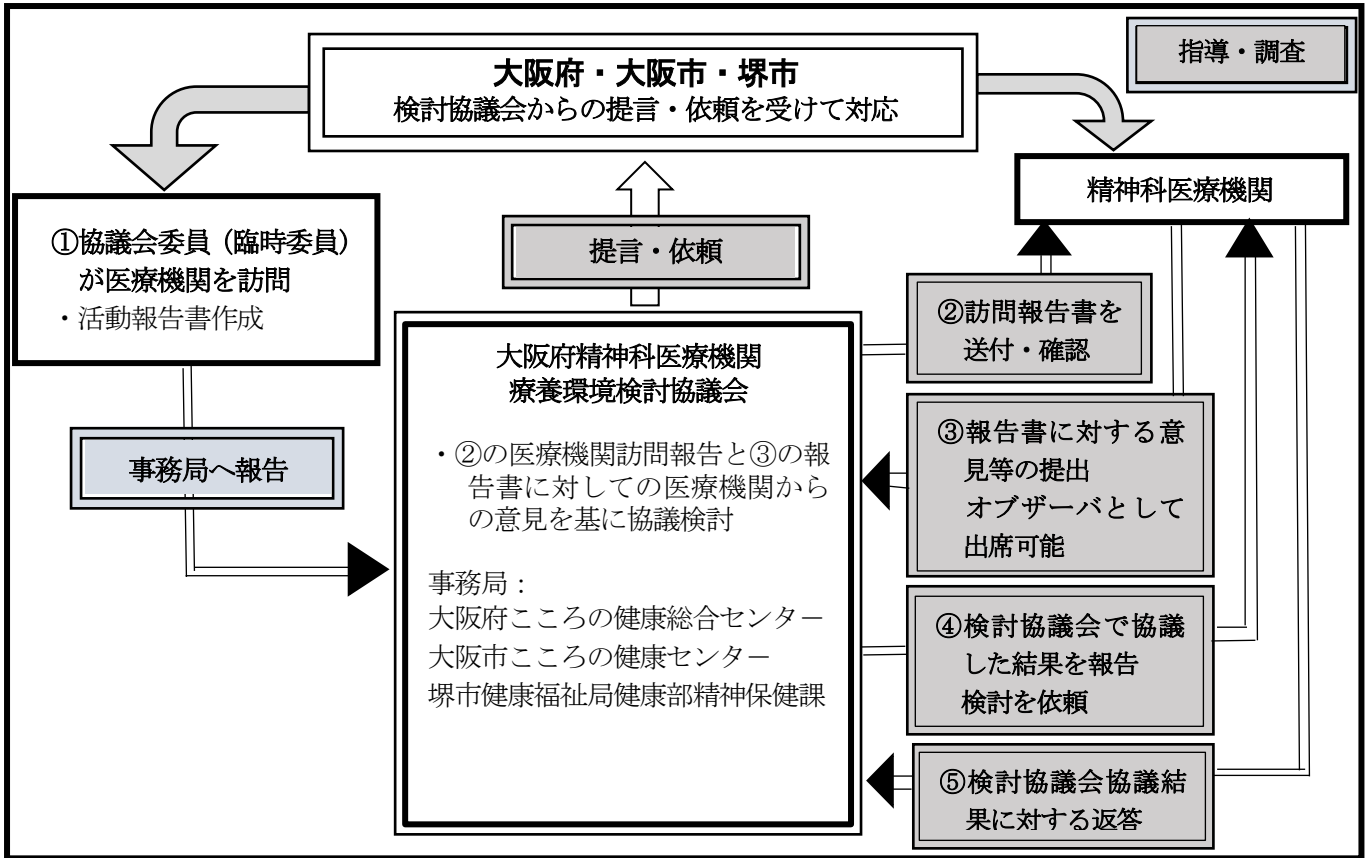 指導・調査
大阪府・大阪市・堺市
検討協議会からの提言・依頼を受けて対応
精神科医療機関
①協議会委員（臨時委員）
が医療機関を訪問
・活動報告書作成
提言・依頼
②訪問報告書を
送付・確認
大阪府精神科医療機関
療養環境検討協議会
・②の医療機関訪問報告と③の報
告書に対しての医療機関から
の意見を基に協議検討
事務局：
大阪府こころの健康総合センター
大阪市こころの健康センター
堺市健康福祉局健康部精神保健課
事務局へ報告
③報告書に対する意
見等の提出
オブザーバとして
出席可能
④検討協議会で協議
した結果を報告
検討を依頼
⑤検討協議会協議結
果に対する返答